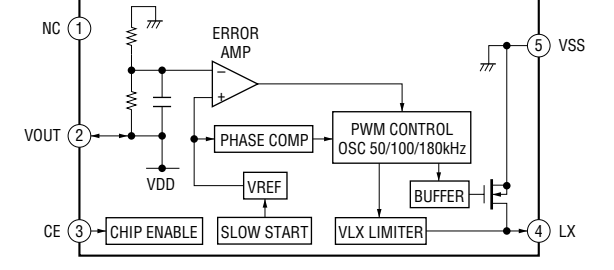 NC 1
ERROR
AMP
−
+
5 VSS
VOUT 2
PHASE COMP
PWM CONTROL
OSC 50/100/180kHz
VDD
VREF
BUFFER
CE 3
CHIP ENABLE
SLOW START
VLX LIMITER
4 LX